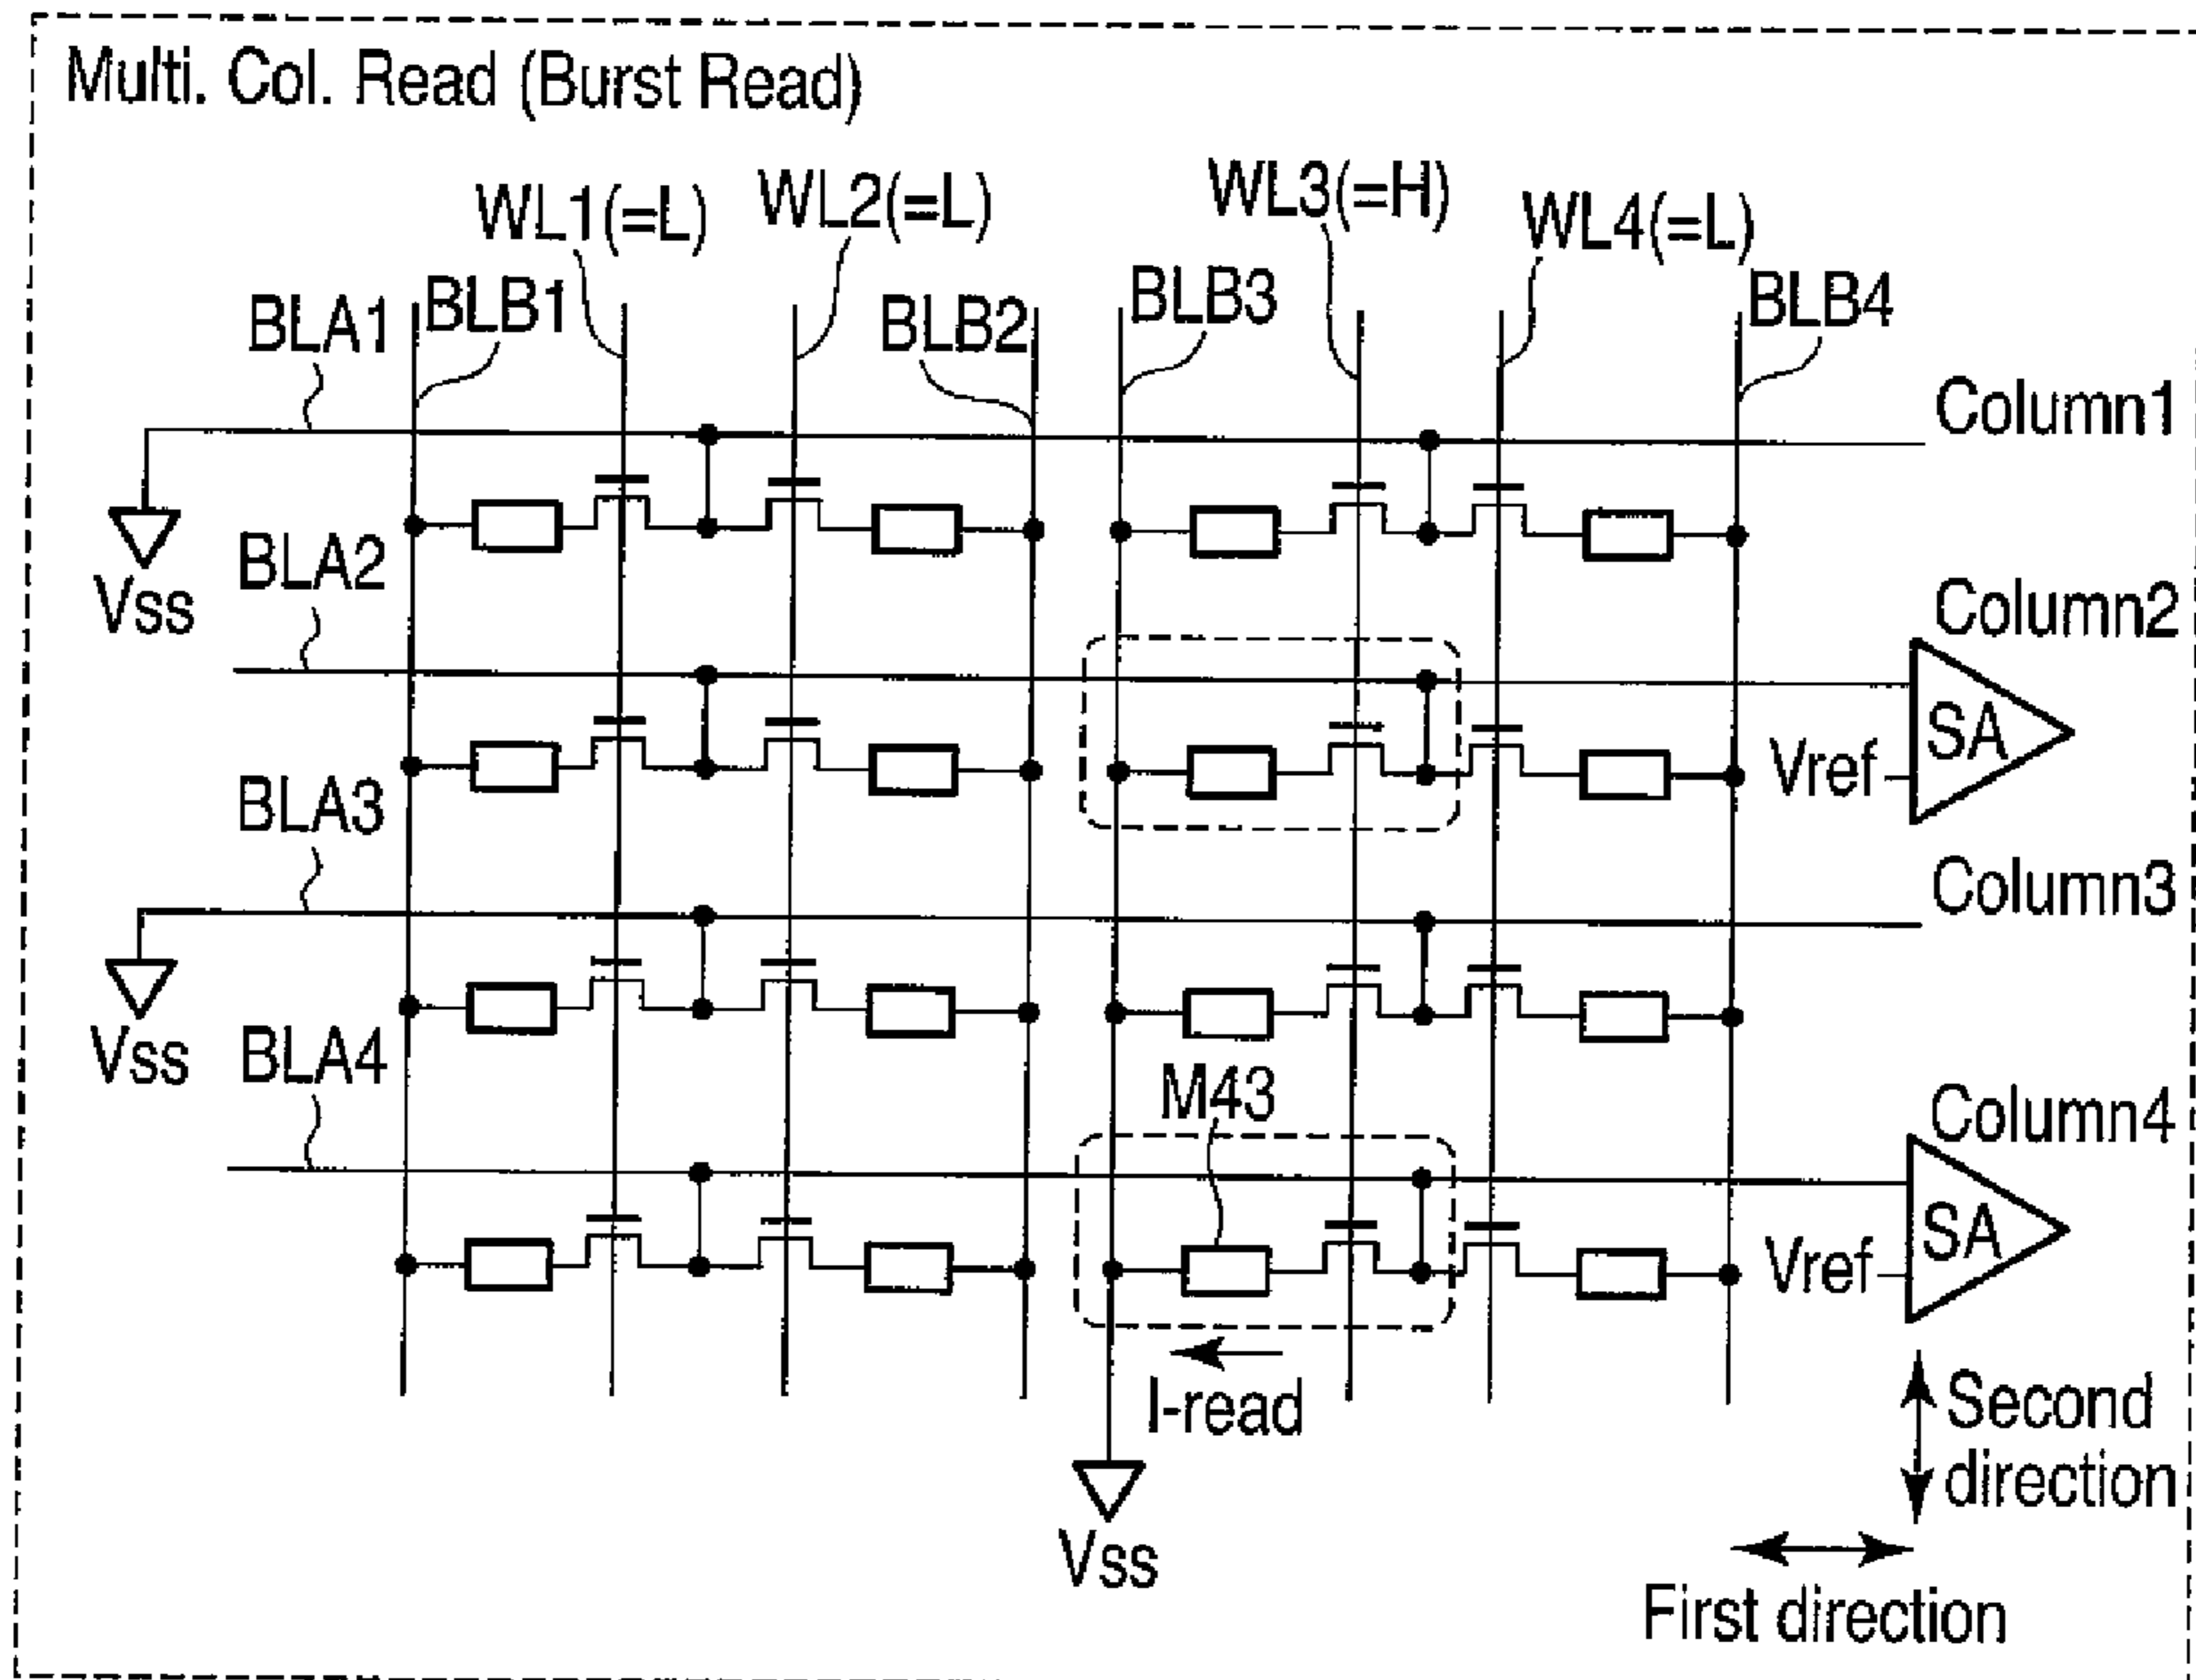 Multi. Col. Read (Burst Read)
WL1(=L)
WL2(=L)
WL3(=H)
WL4(=L)
BLA1
BLB1
BLB2
BLB3
BLB4
Column1
Vss
BLA2
Column2
SA
Vref
BLA3
Column3
Vss
BLA4
M43
Column4
SA
Vref
I-read
Vss
Second
direction
First direction